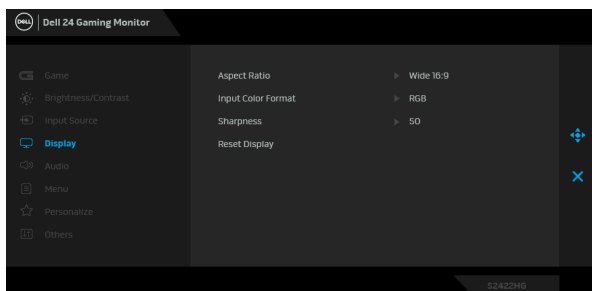 DELL Dell 24 Gaming Monitor
Game
Brightness/Contrast
Input Source
Display
Audio
Menu
Personalize
Others
Aspect Ratio Wide 16:9
Input Color Format RGB
Sharpness 50
Reset Display
S2422HG